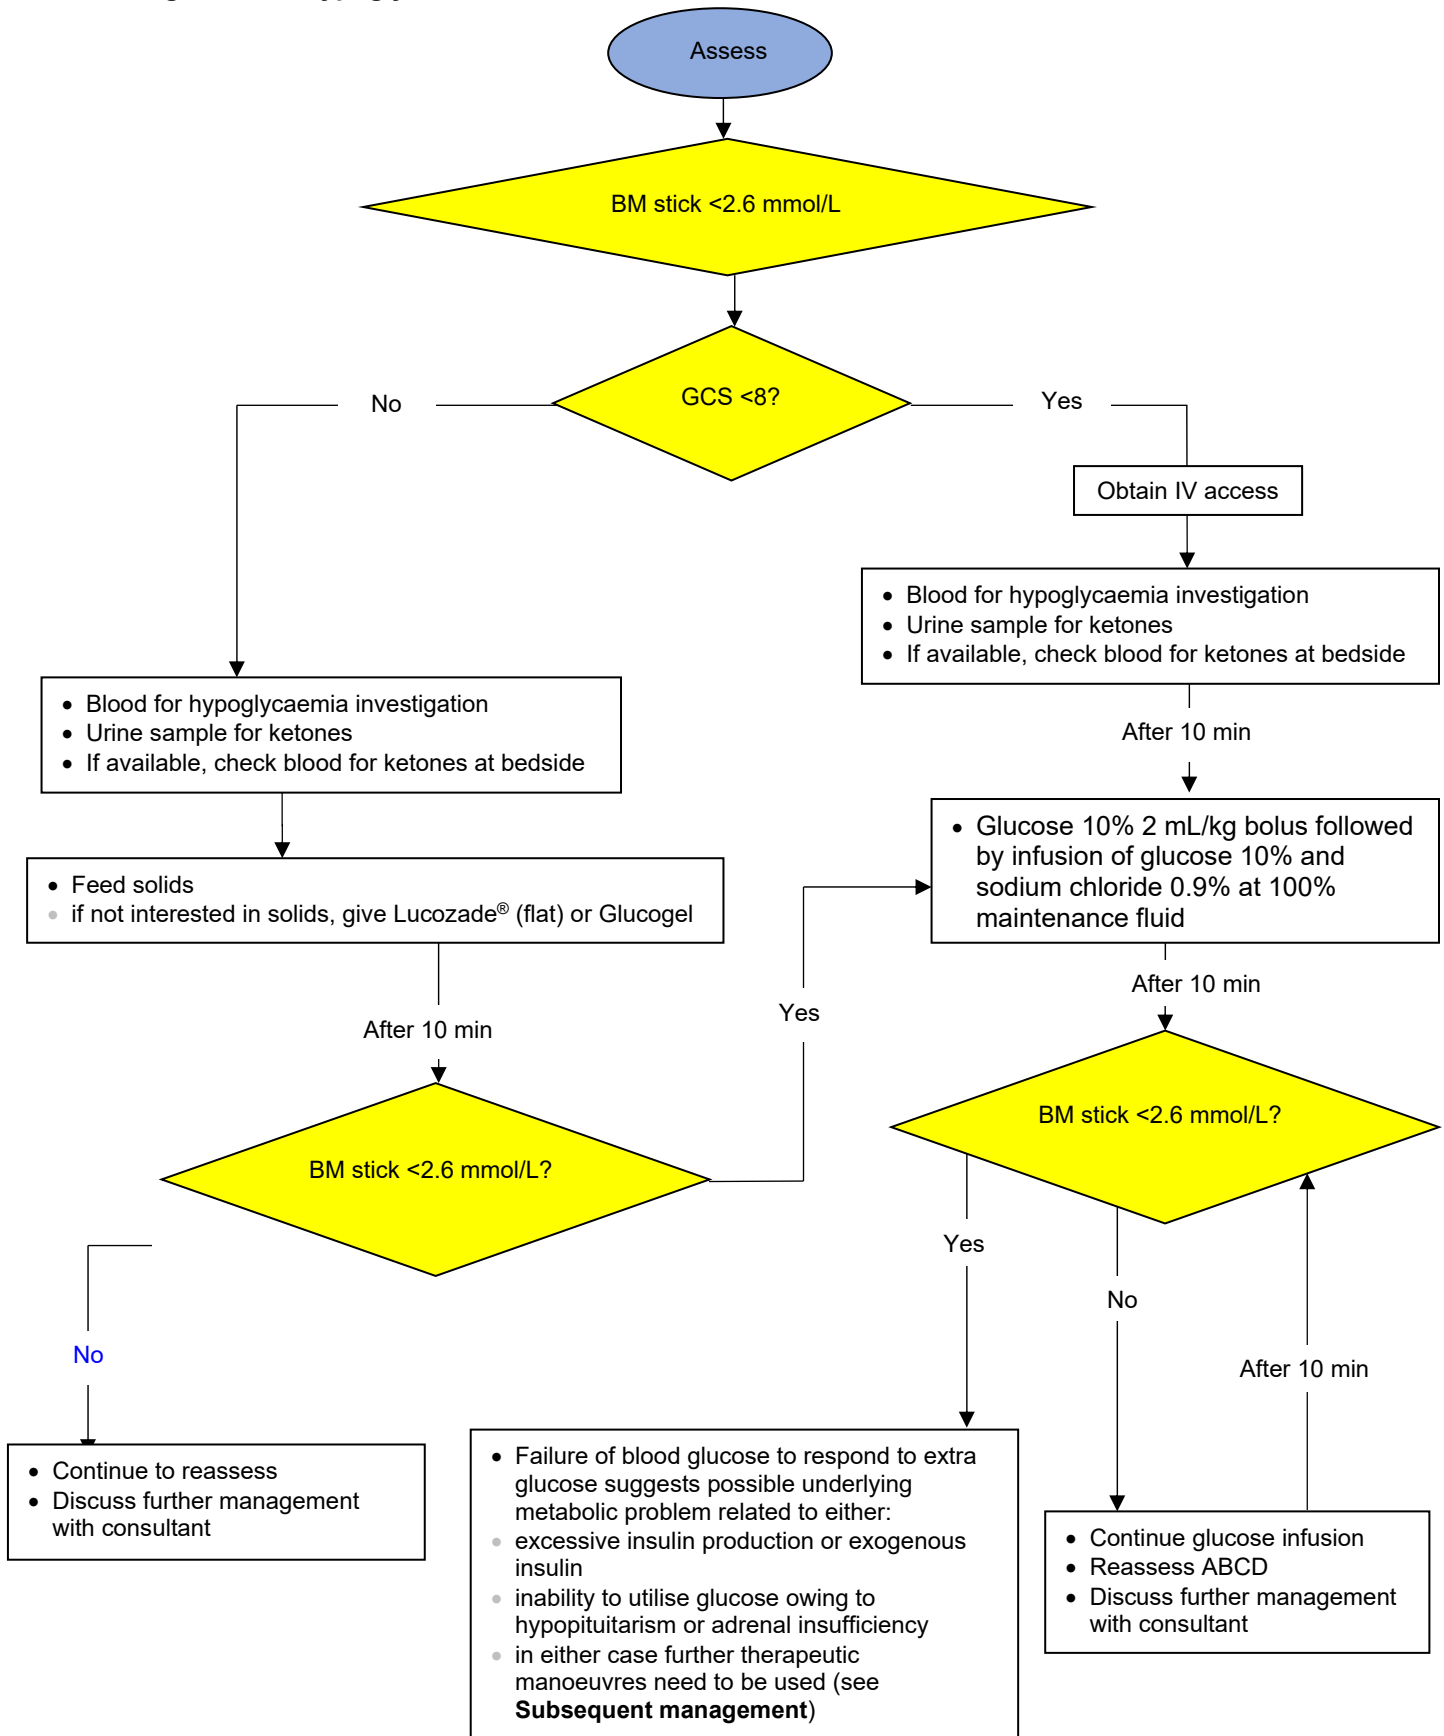 Assess
BM stick <2.6 mmol/L
GCS <8?
No
Yes
Obtain IV access
• Blood for hypoglycaemia investigation
• Urine sample for ketones
• If available, check blood for ketones at bedside
After 10 min
• Blood for hypoglycaemia investigation
• Urine sample for ketones
• If available, check blood for ketones at bedside
• Glucose 10% 2 mL/kg bolus followed
by infusion of glucose 10% and
sodium chloride 0.9% at 100%
maintenance fluid
• Feed solids
• if not interested in solids, give Lucozade® (flat) or Glucogel
After 10 min
Yes
After 10 min
BM stick <2.6 mmol/L?
BM stick <2.6 mmol/L?
Yes
No
No
After 10 min
• Continue to reassess
• Discuss further management
with consultant
• Failure of blood glucose to respond to extra
glucose suggests possible underlying
metabolic problem related to either:
• excessive insulin production or exogenous
insulin
• inability to utilise glucose owing to
hypopituitarism or adrenal insufficiency
• in either case further therapeutic
manoeuvres need to be used (see
Subsequent management)
• Continue glucose infusion
• Reassess ABCD
• Discuss further management
with consultant